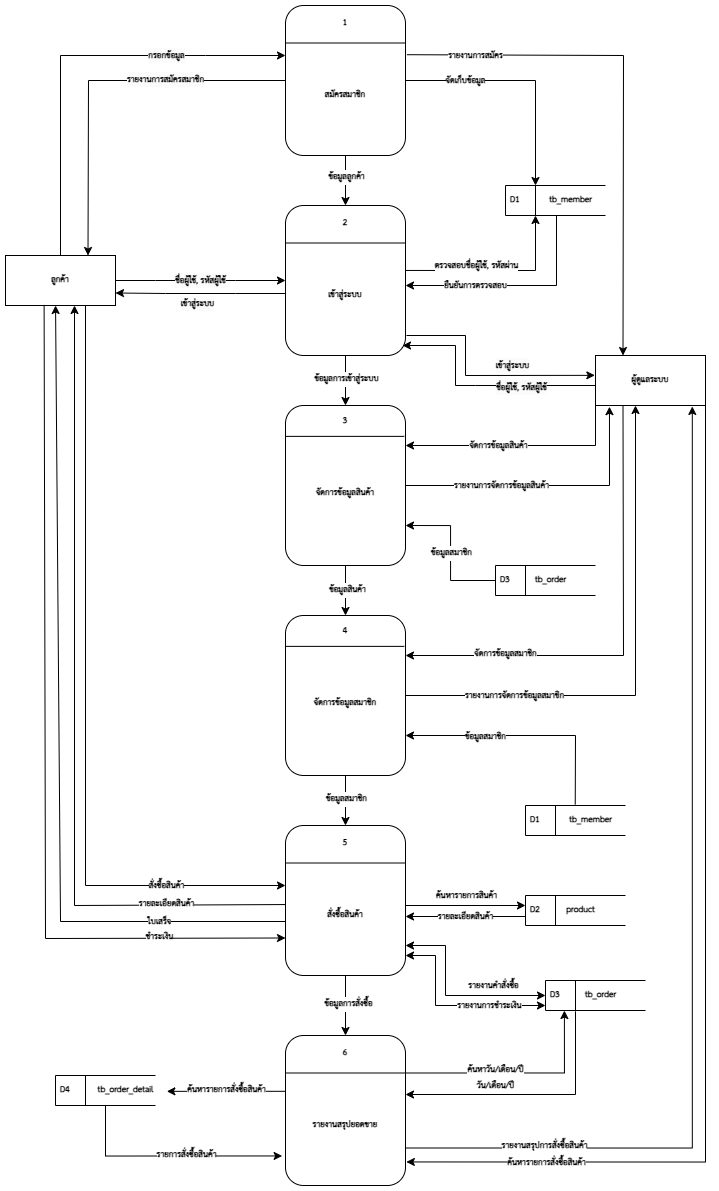 1
กรอกข้อมูล
รายงานการสมัคร
รายงานการสมัครสมาชิก
จัดเก็บข้อมูล
สมัครสมาชิก
ข้อมูลลูกค้า
D1 tb_member
2
ตรวจสอบชื่อผู้ใช้, รหัสผ่าน
ลูกค้า
ชื่อผู้ใช้, รหัสผู้ใช้
ยืนยันการตรวจสอบ
เข้าสู่ระบบ
เข้าสู่ระบบ
เข้าสู่ระบบ
ข้อมูลการเข้าสู่ระบบ
ผู้ดูแลระบบ
ชื่อผู้ใช้, รหัสผู้ใช้
3
จัดการข้อมูลสินค้า
รายงานการจัดการข้อมูลสินค้า
จัดการข้อมูลสินค้า
ข้อมูลสมาชิก
D3 tb_order
ข้อมูลสินค้า
4
จัดการข้อมูลสมาชิก
รายงานการจัดการข้อมูลสมาชิก
จัดการข้อมูลสมาชิก
ข้อมูลสมาชิก
ข้อมูลสมาชิก
D1 tb_member
5
สั่งซื้อสินค้า
ค้นหารายการสินค้า
รายละเอียดสินค้า
D2 product
สั่งซื้อสินค้า
รายละเอียดสินค้า
ใบเสร็จ
ชำระเงิน
รายงานคำสั่งซื้อ
D3 tb_order
ข้อมูลการสั่งซื้อ
รายงานการชำระเงิน
6
ค้นหาวัน/เดือน/ปี
วัน/เดือน/ปี
D4 tb_order_detail
ค้นหารายการสั่งซื้อสินค้า
รายงานสรุปยอดขาย
รายงานสรุปการสั่งซื้อสินค้า
รายการสั่งซื้อสินค้า
ค้นหารายการสั่งซื้อสินค้า